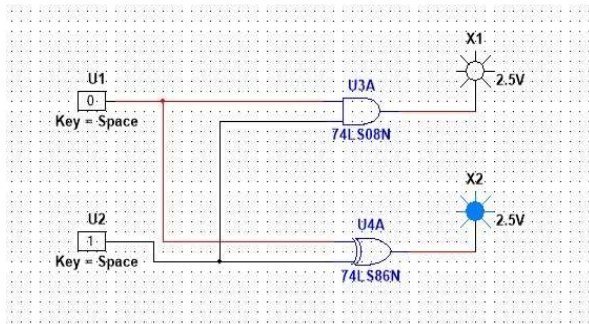 X1
2.5V
U1
0
Key = Space
U3A
74LS08N
X2
2.5V
U2
1
Key = Space
U4A
74LS86N